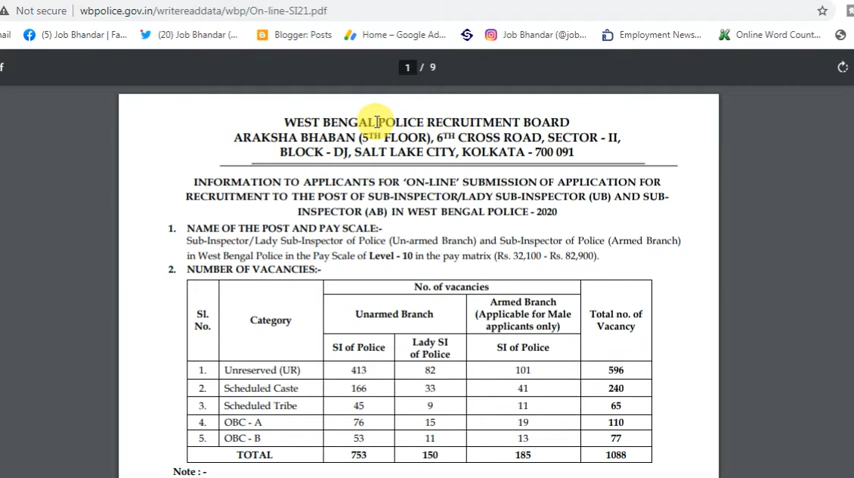 Not secure | wbpolice.gov.in/writereaddata/wbp/On-line-SI21.pdf
ail (5) Job Bhandar | Fa... (20) Job Bhandar (... Blogger: Posts Home – Google Ad... Job Bhandar (@job... Employment News... Online Word Count...
f 1 / 9
WEST BENGAL POLICE RECRUITMENT BOARD
ARAKSHA BHABAN (5TH FLOOR), 6TH CROSS ROAD, SECTOR - II,
BLOCK - DJ, SALT LAKE CITY, KOLKATA - 700 091
INFORMATION TO APPLICANTS FOR 'ON-LINE' SUBMISSION OF APPLICATION FOR
RECRUITMENT TO THE POST OF SUB-INSPECTOR/LADY SUB-INSPECTOR (UB) AND SUB-
INSPECTOR (AB) IN WEST BENGAL POLICE - 2020
1. NAME OF THE POST AND PAY SCALE:-
Sub-Inspector/Lady Sub-Inspector of Police (Un-armed Branch) and Sub-Inspector of Police (Armed Branch)
in West Bengal Police in the Pay Scale of Level - 10 in the pay matrix (Rs. 32,100 - Rs. 82,900).
2. NUMBER OF VACANCIES:-
Sl. No. Category No. of vacancies Total no. of Vacancy
Unarmed Branch Armed Branch (Applicable for Male applicants only)
SI of Police Lady SI of Police SI of Police
1. Unreserved (UR) 413 82 101 596
2. Scheduled Caste 166 33 41 240
3. Scheduled Tribe 45 9 11 65
4. OBC - A 76 15 19 110
5. OBC - B 53 11 13 77
TOTAL 753 150 185 1088
Note : -